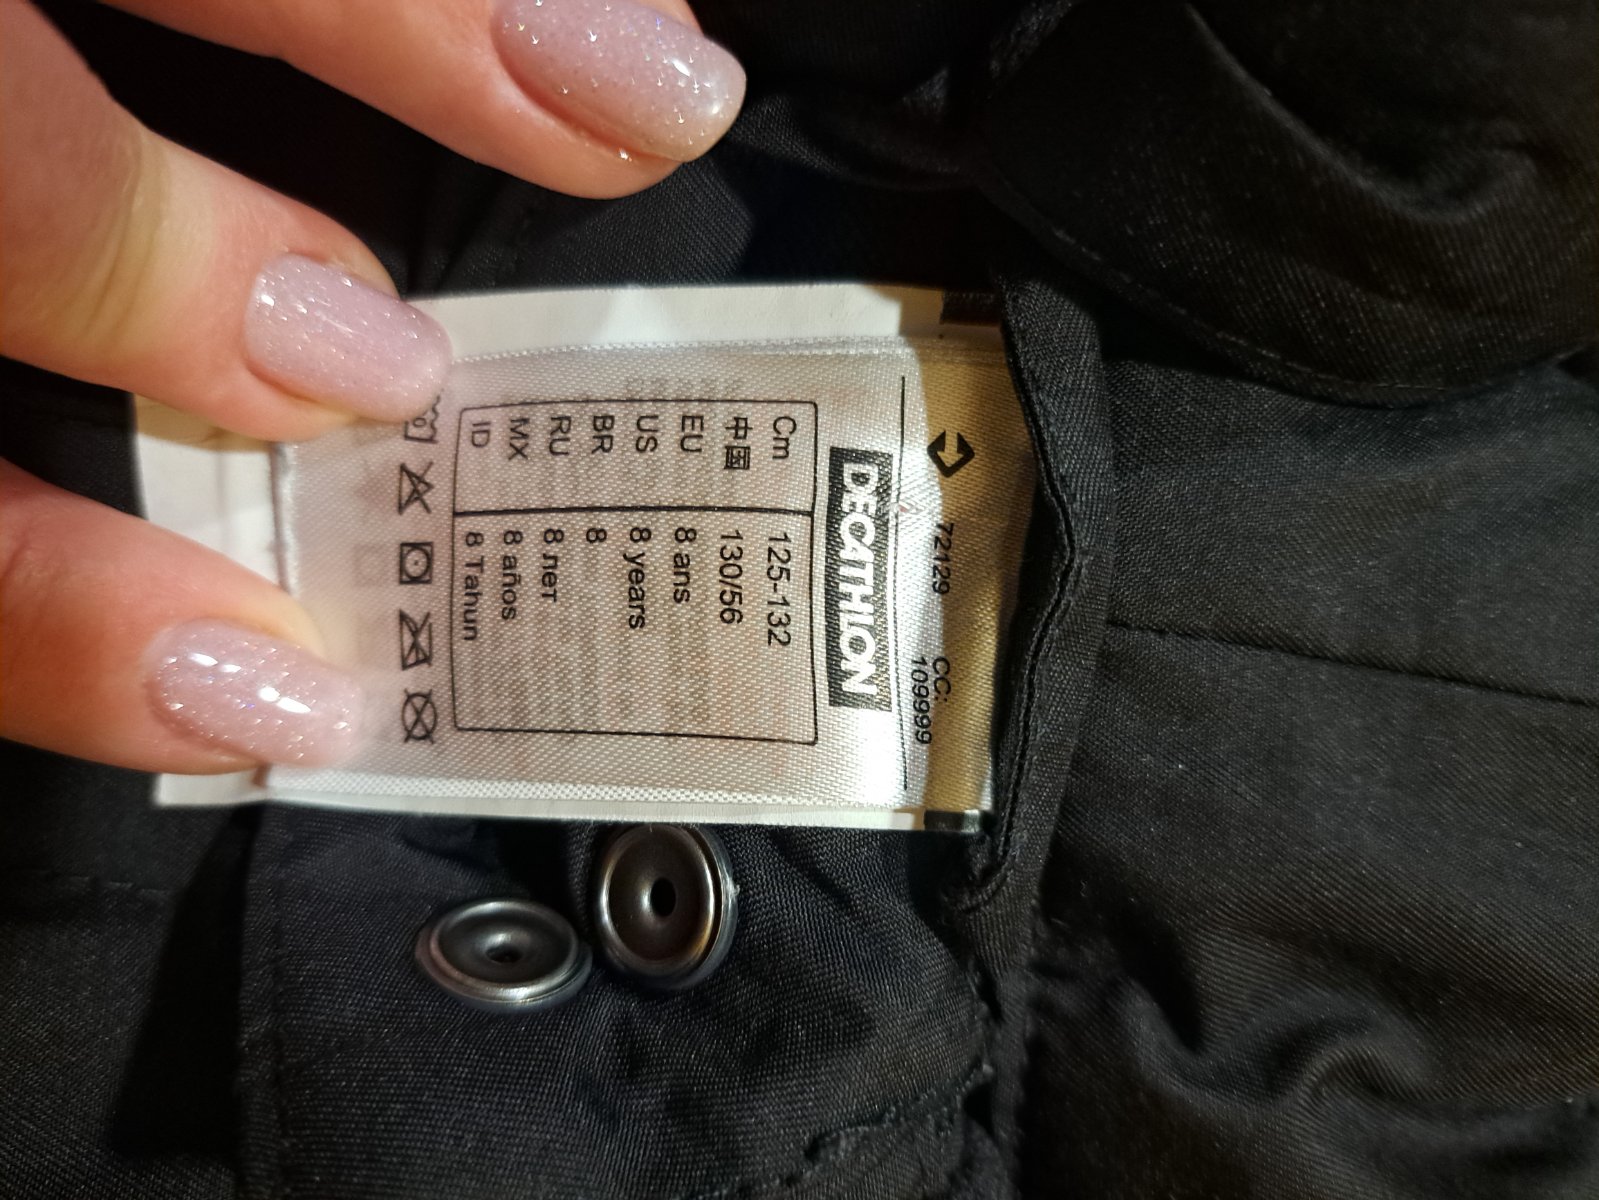 72129 CC:
109999
DECATHLON
Cm 125-132
中国 130/56
EU 8 ans
US 8 years
BR 8
RU 8 лет
MX 8 años
ID 8 Tahun